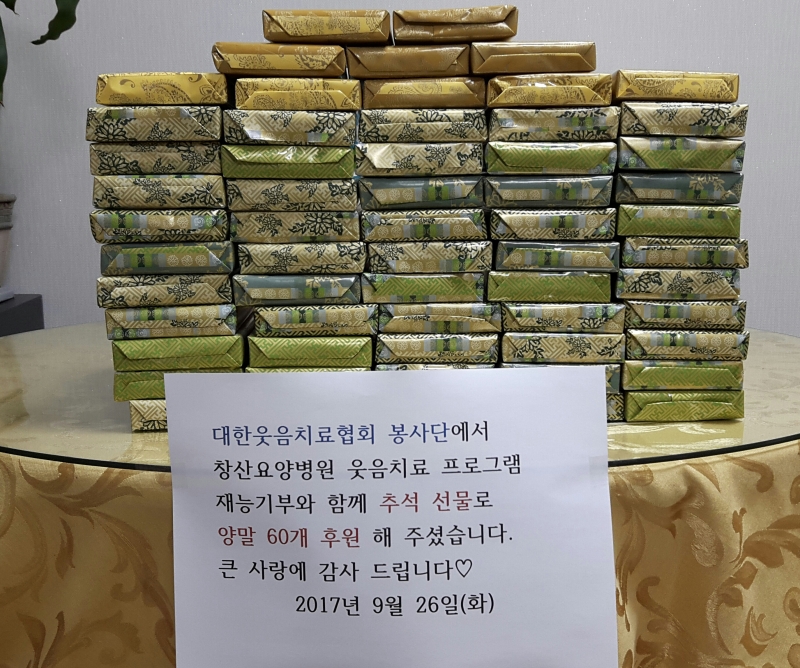 대한웃음치료협회 봉사단에서
창산요양병원 웃음치료 프로그램
재능기부와 함께 추석 선물로
양말 60개 후원 해 주셨습니다.
큰 사랑에 감사 드립니다♡
2017년 9월 26일(화)